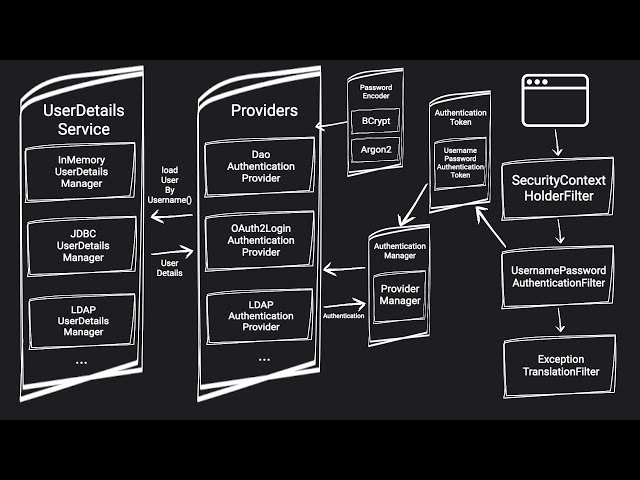 UserDetails
Service
InMemory
UserDetails
Manager
JDBC
UserDetails
Manager
LDAP
UserDetails
Manager
...
load
User
By
Username()
User
Details
Providers
Dao
Authentication
Provider
OAuth2Login
Authentication
Provider
LDAP
Authentication
Provider
...
Password
Encoder
BCrypt
Argon2
Authentication
Manager
Provider
Manager
Authentication
Authentication
Token
Username
Password
Authentication
Token
SecurityContext
HolderFilter
UsernamePassword
AuthenticationFilter
Exception
TranslationFilter